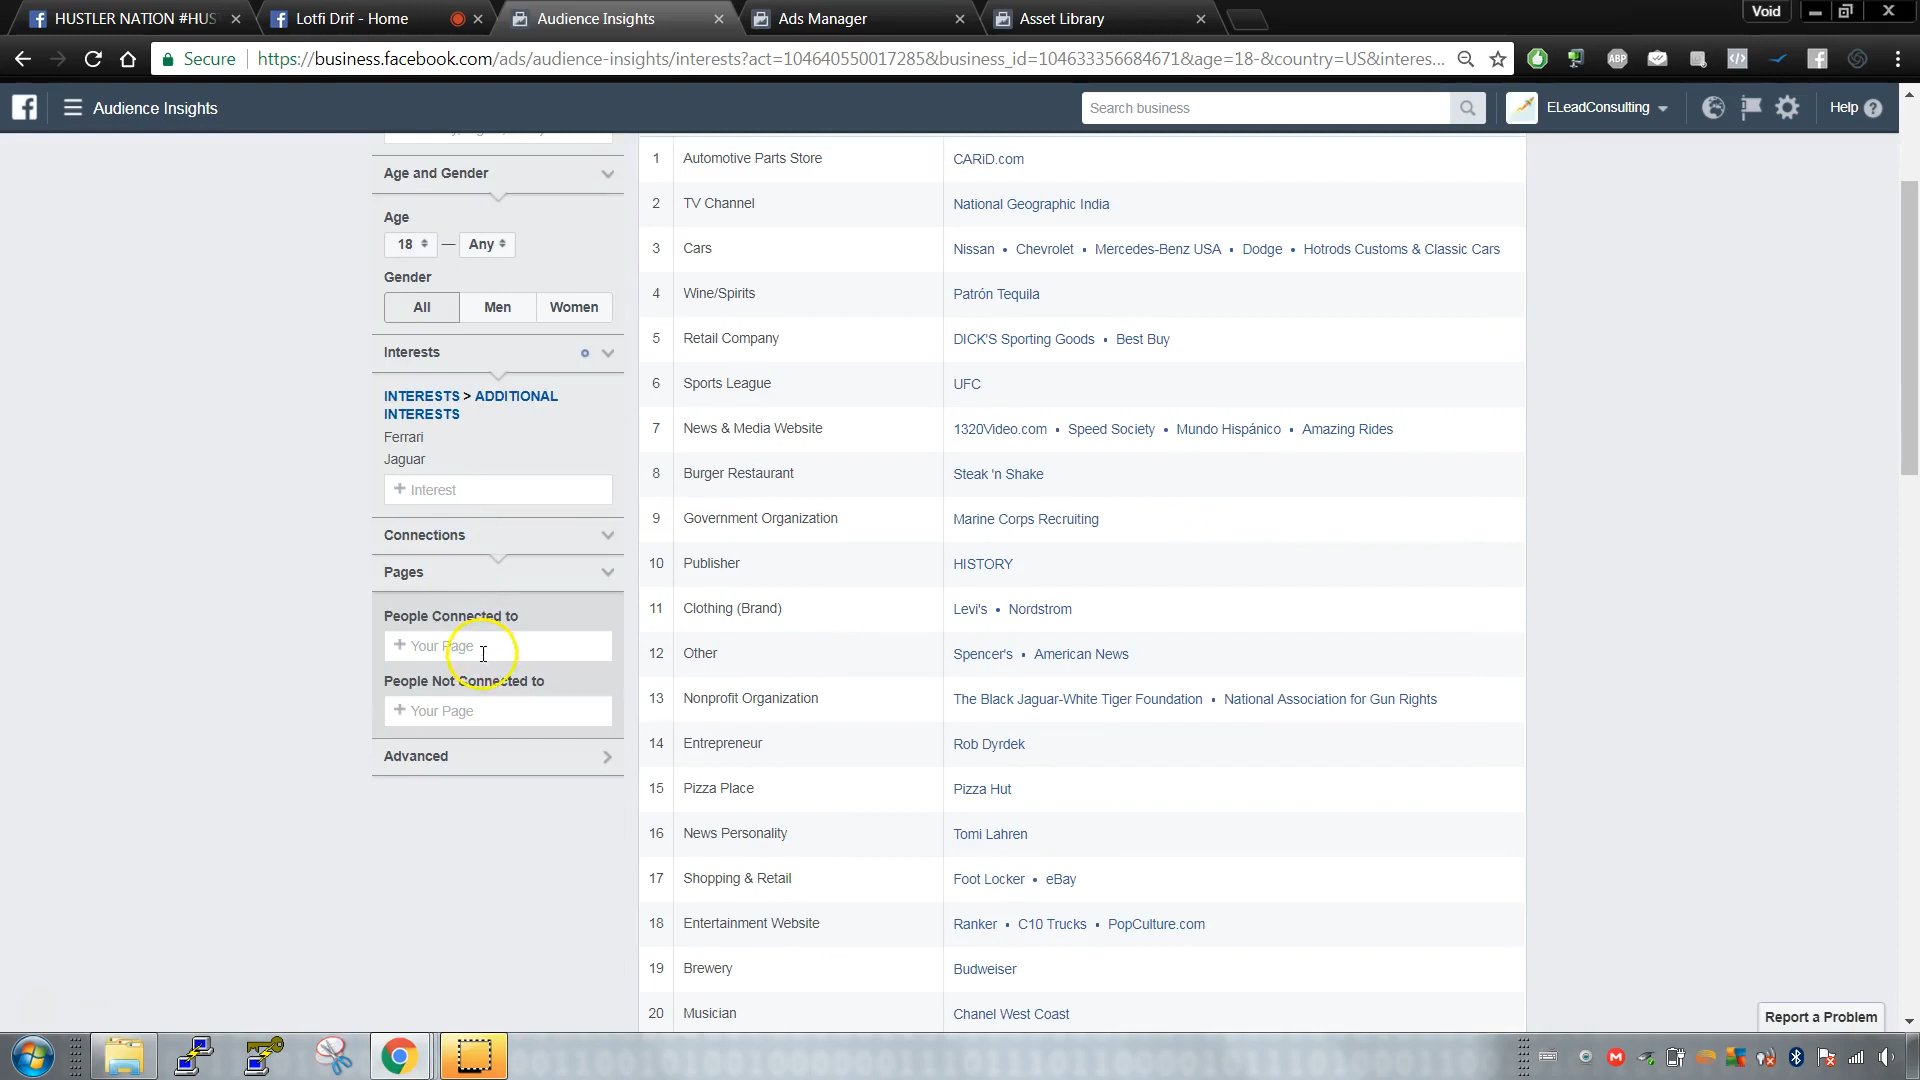 HUSTLER NATION #HUS
Lotfi Drif - Home
Audience Insights
Ads Manager
Asset Library
Void
Secure
https://business.facebook.com/ads/audience-insights/interests?act=104640550017285&business_id=104633356684671&age=18-&country=US&interes...
Audience Insights
Search business
ELeadConsulting
Help
Age and Gender
Age
18 — Any
Gender
All Men Women
Interests
INTERESTS > ADDITIONAL
INTERESTS
Ferrari
Jaguar
+ Interest
Connections
Pages
People Connected to
+ Your Page
People Not Connected to
+ Your Page
Advanced
1 Automotive Parts Store CARiD.com
2 TV Channel National Geographic India
3 Cars Nissan • Chevrolet • Mercedes-Benz USA • Dodge • Hotrods Customs & Classic Cars
4 Wine/Spirits Patrón Tequila
5 Retail Company DICK'S Sporting Goods • Best Buy
6 Sports League UFC
7 News & Media Website 1320Video.com • Speed Society • Mundo Hispánico • Amazing Rides
8 Burger Restaurant Steak 'n Shake
9 Government Organization Marine Corps Recruiting
10 Publisher HISTORY
11 Clothing (Brand) Levi's • Nordstrom
12 Other Spencer's • American News
13 Nonprofit Organization The Black Jaguar-White Tiger Foundation • National Association for Gun Rights
14 Entrepreneur Rob Dyrdek
15 Pizza Place Pizza Hut
16 News Personality Tomi Lahren
17 Shopping & Retail Foot Locker • eBay
18 Entertainment Website Ranker • C10 Trucks • PopCulture.com
19 Brewery Budweiser
20 Musician Chanel West Coast
Report a Problem